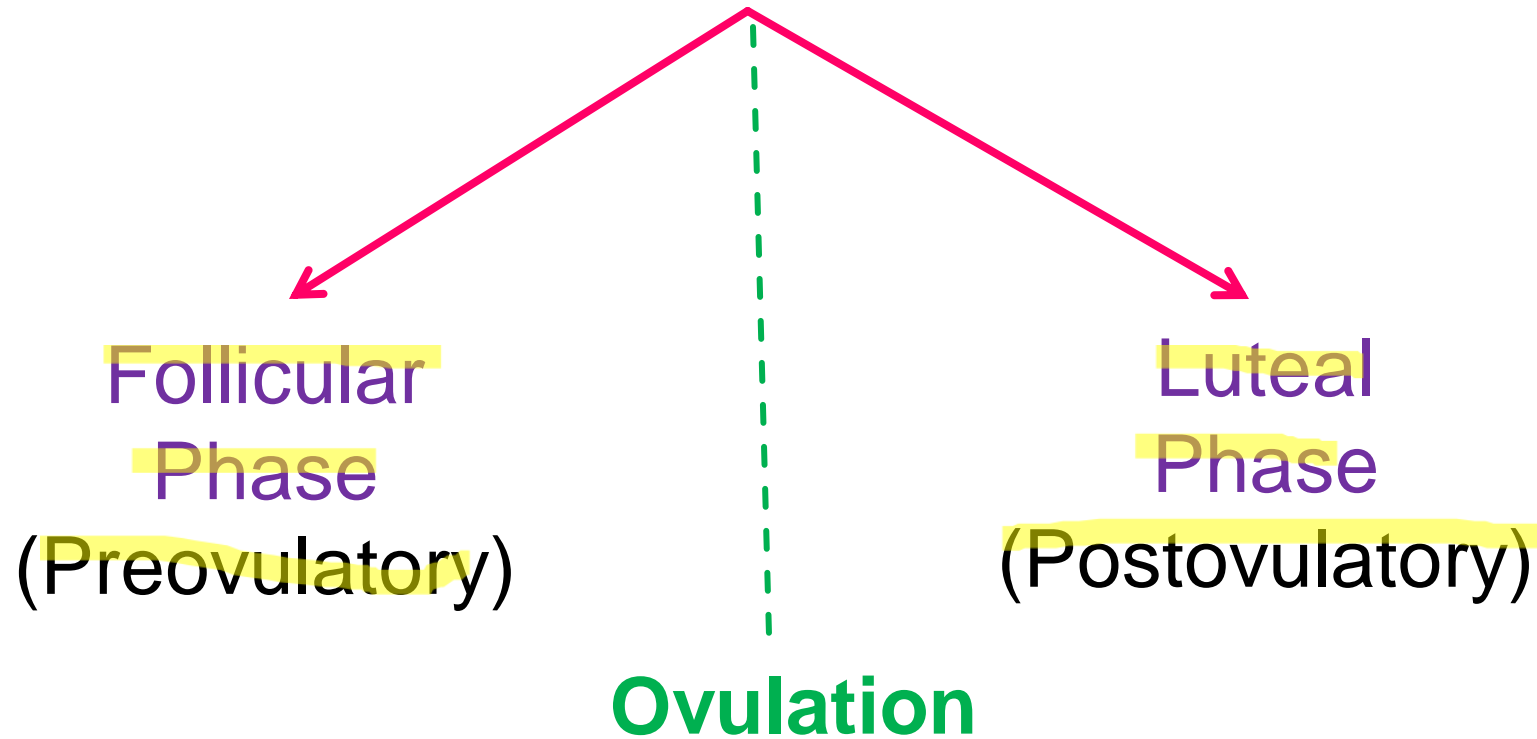 Follicular
Phase
(Preovulatory)
Luteal
Phase
(Postovulatory)
Ovulation